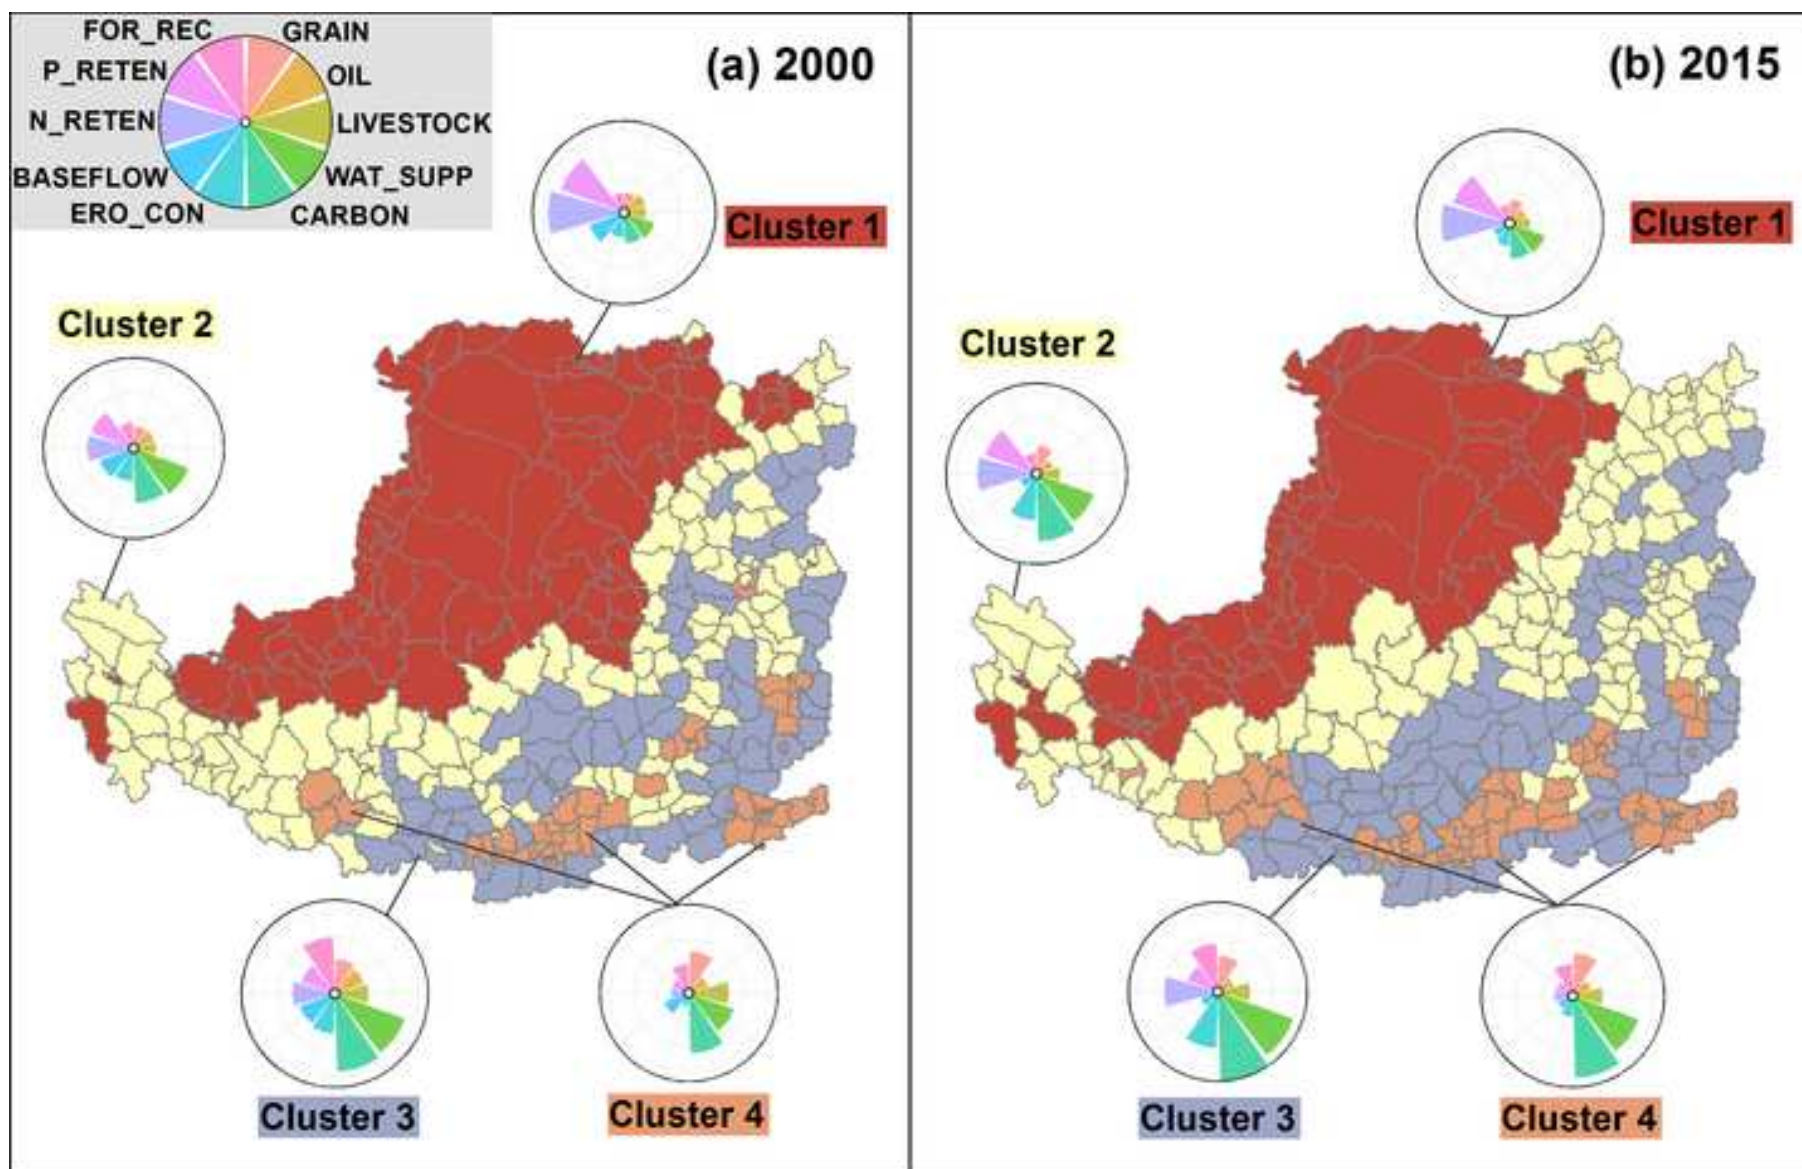 FOR_REC GRAIN
P_RETEN OIL
N_RETEN LIVESTOCK
BASEFLOW WAT_SUPP
ERO_CON CARBON
(a) 2000
Cluster 1
Cluster 2
Cluster 3
Cluster 4
(b) 2015
Cluster 1
Cluster 2
Cluster 3
Cluster 4